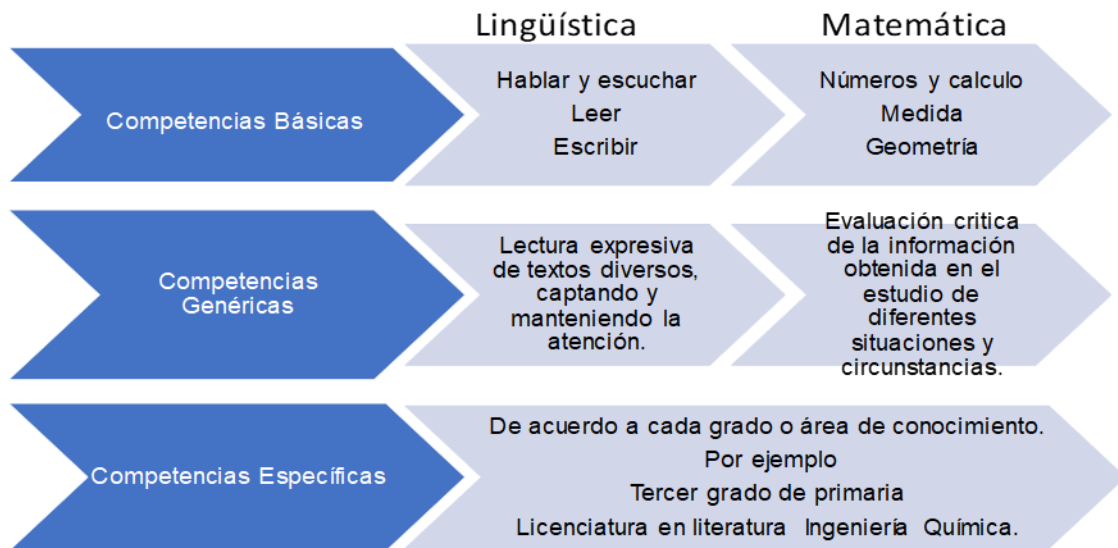 Lingüística
Matemática
Competencias Básicas
Hablar y escuchar
Leer
Escribir
Números y calculo
Medida
Geometría
Competencias
Genéricas
Lectura expresiva
de textos diversos,
captando y
manteniendo la
atención.
Evaluación critica
de la información
obtenida en el
estudio de
diferentes
situaciones y
circunstancias.
Competencias Específicas
De acuerdo a cada grado o área de conocimiento.
Por ejemplo
Tercer grado de primaria
Licenciatura en literatura Ingeniería Química.